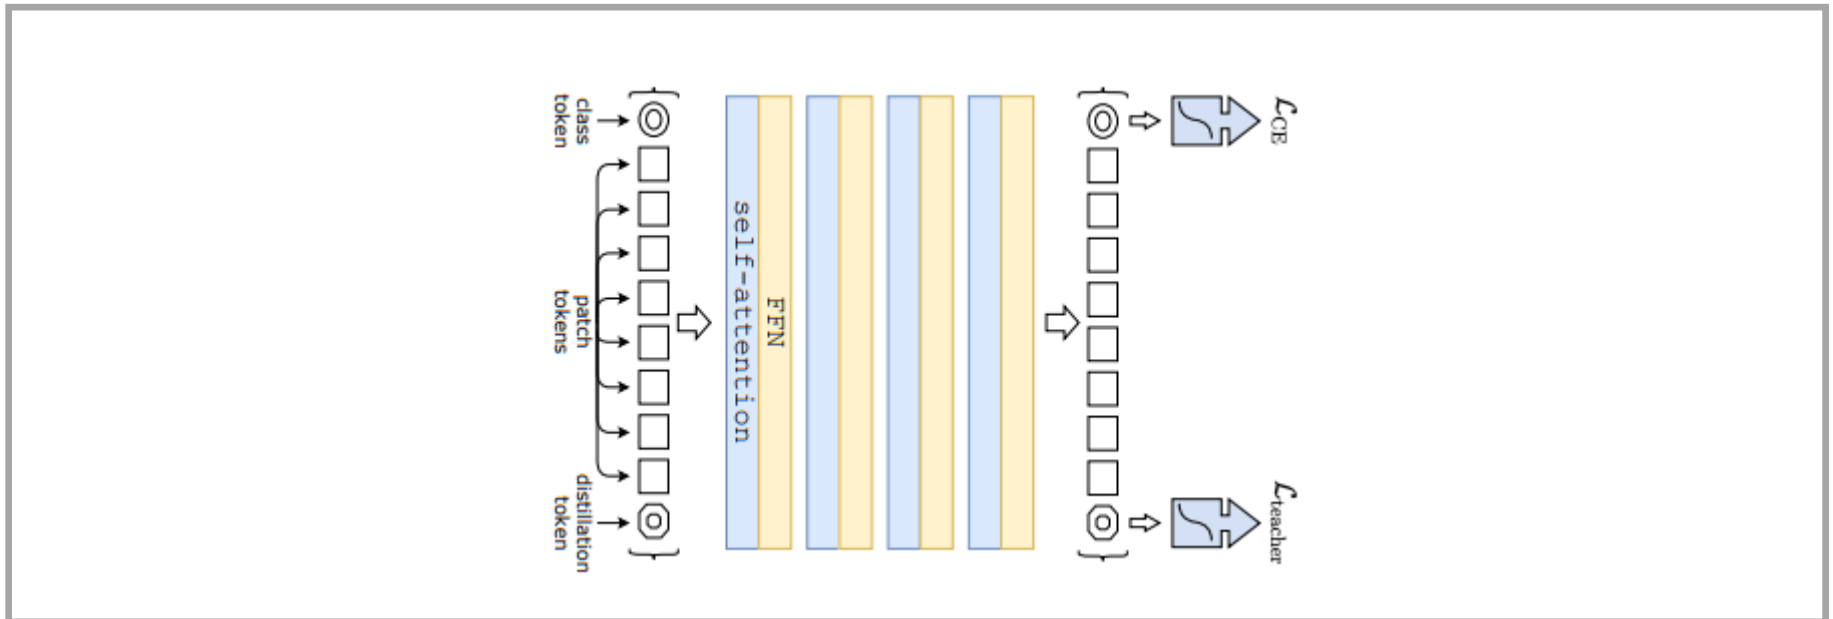 class
token
patch
tokens
distillation
token
self-attention
FFN
ℒCE
ℒteacher